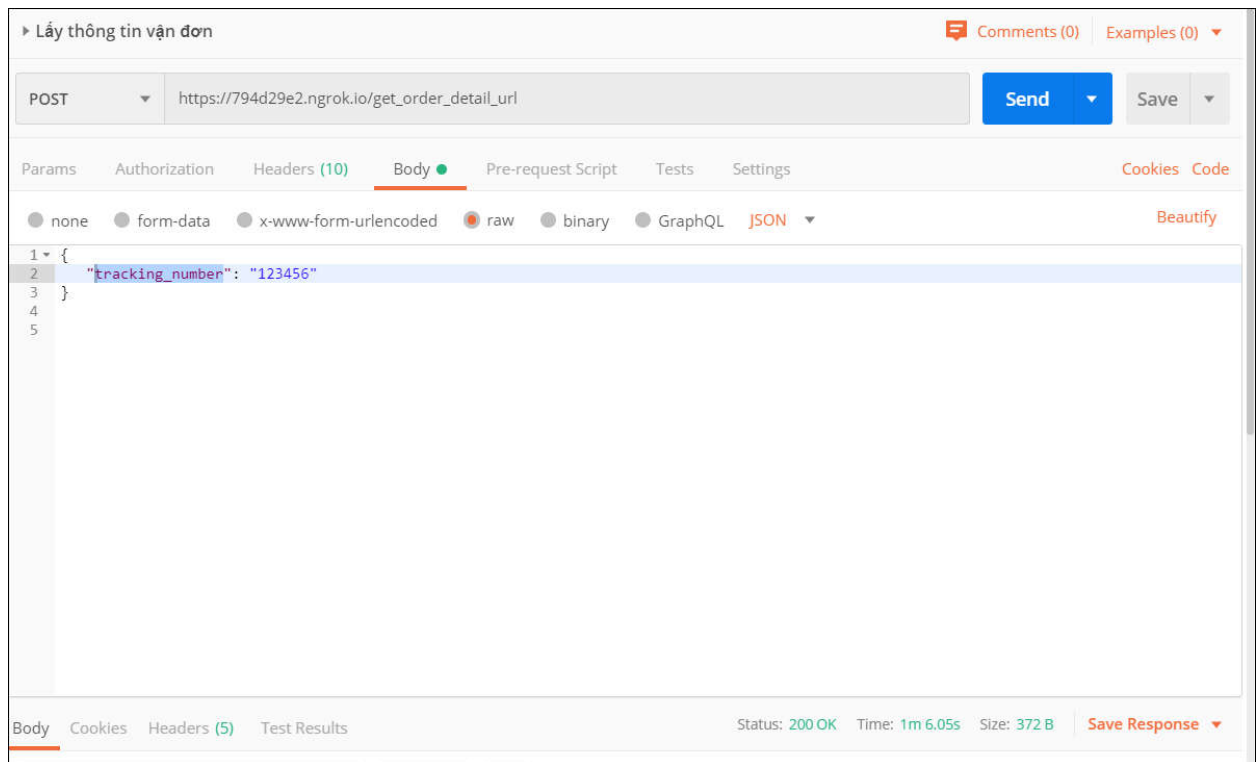 Lấy thông tin vận đơn Comments (0) Examples (0)
POST https://794d29e2.ngrok.io/get_order_detail_url Send Save
Params Authorization Headers (10) Body Pre-request Script Tests Settings Cookies Code
none form-data x-www-form-urlencoded raw binary GraphQL JSON Beautify
1 {
2 "tracking_number": "123456"
3 }
4
5
Body Cookies Headers (5) Test Results Status: 200 OK Time: 1m 6.05s Size: 372 B Save Response